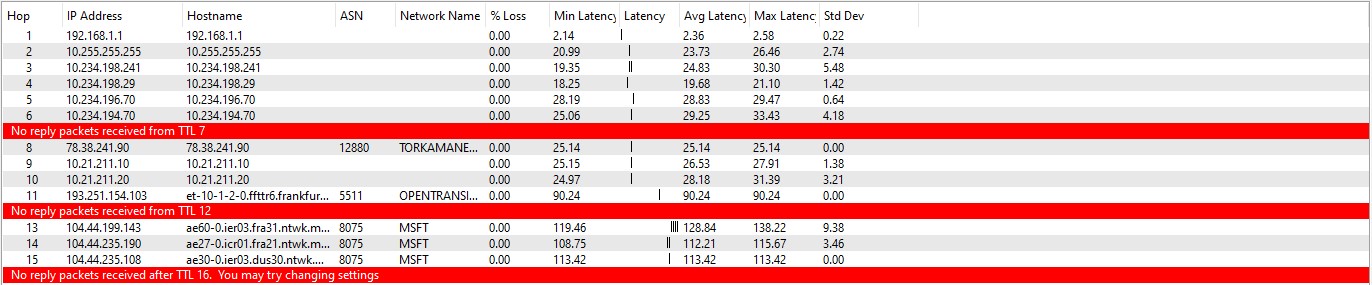 Hop IP Address Hostname ASN Network Name % Loss Min Latency Latency Avg Latency Max Latency Std Dev
1 192.168.1.1 192.168.1.1 0.00 2.14 2.36 2.58 0.22
2 10.255.255.255 10.255.255.255 0.00 20.99 23.73 26.46 2.74
3 10.234.198.241 10.234.198.241 0.00 19.35 24.83 30.30 5.48
4 10.234.198.29 10.234.198.29 0.00 18.25 19.68 21.10 1.42
5 10.234.196.70 10.234.196.70 0.00 28.19 28.83 29.47 0.64
6 10.234.194.70 10.234.194.70 0.00 25.06 29.25 33.43 4.18
No reply packets received from TTL 7
8 78.38.241.90 78.38.241.90 12880 TORKAMANE... 0.00 25.14 25.14 25.14 0.00
9 10.21.211.10 10.21.211.10 0.00 25.15 26.53 27.91 1.38
10 10.21.211.20 10.21.211.20 0.00 24.97 28.18 31.39 3.21
11 193.251.154.103 et-10-1-2-0.ffttr6.frankfur... 5511 OPENTRANSI... 0.00 90.24 90.24 90.24 0.00
No reply packets received from TTL 12
13 104.44.199.143 ae60-0.ier03.fra31.ntwk.m... 8075 MSFT 0.00 119.46 128.84 138.22 9.38
14 104.44.235.190 ae27-0.icr01.fra21.ntwk.m... 8075 MSFT 0.00 108.75 112.21 115.67 3.46
15 104.44.235.108 ae30-0.ier03.dus30.ntwk.... 8075 MSFT 0.00 113.42 113.42 113.42 0.00
No reply packets received after TTL 16. You may try changing settings